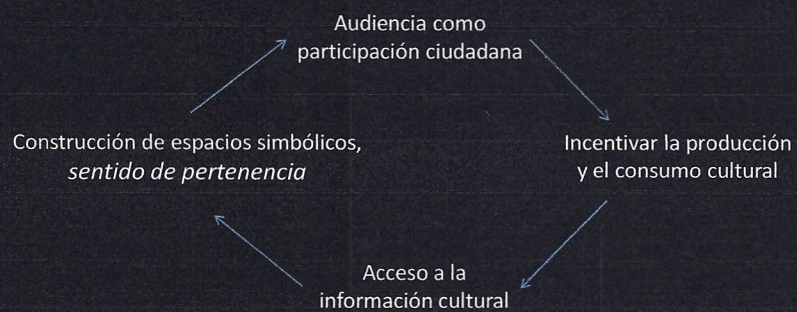 Audiencia como
participación ciudadana
Construcción de espacios simbólicos,
sentido de pertenencia
Incentivar la producción
y el consumo cultural
Acceso a la
información cultural